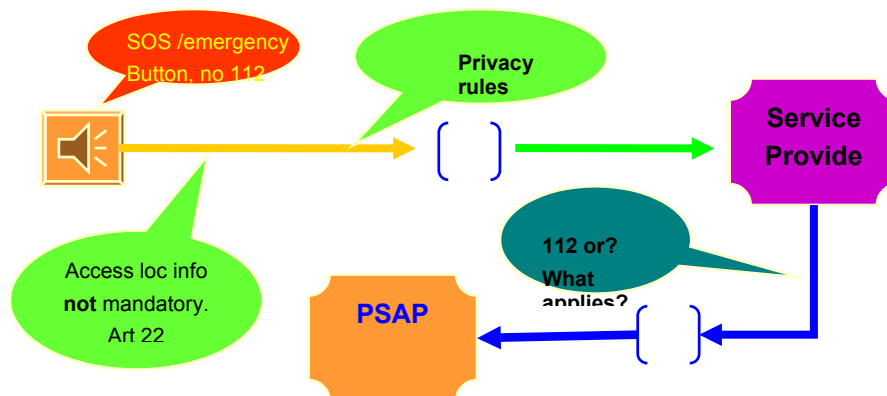 SOS /emergency
Button, no 112
Privacy
rules
Service
Provide
Access loc info
not mandatory.
Art 22
112 or?
What
applies?
PSAP